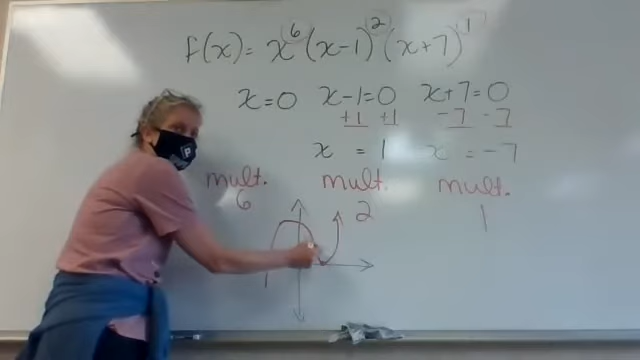 f(x) = x^6 (x-1)^2 (x+7)^1
x=0 x-1=0 x+7=0
+1 +1 -7 -7
x = 1 x = -7
mult. mult. mult.
6 2 1
P